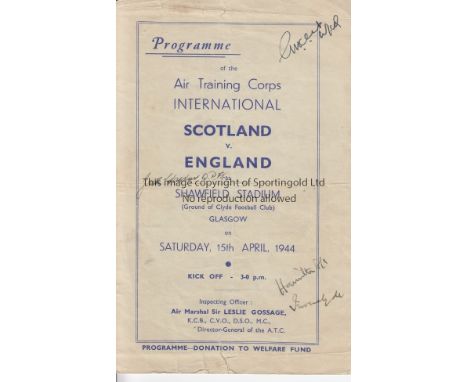 Programme
of the
Air Training Corps
INTERNATIONAL
SCOTLAND
v.
ENGLAND
This image copyright of Sportingold Ltd
No reproduction allowed
SHAWFIELD STADIUM
(Ground of Clyde Football Club)
GLASGOW
on
SATURDAY, 15th APRIL, 1944
KICK OFF - 3-0 p.m.
Inspecting Officer :
Air Marshal Sir LESLIE GOSSAGE,
K.C.B., C.V.O., D.S.O., M.C.,
Director-General of the A.T.C.
PROGRAMME—DONATION TO WELFARE FUND